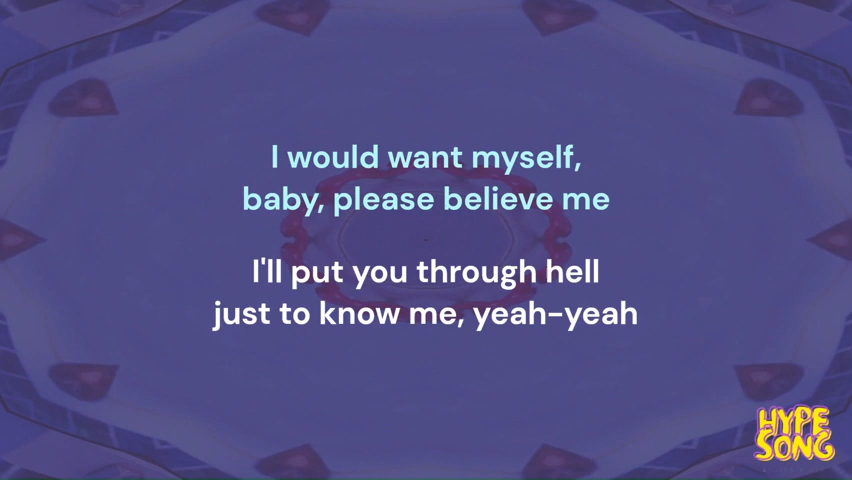 I would want myself,
baby, please believe me
I'll put you through hell
just to know me, yeah-yeah
HYPE
SONG